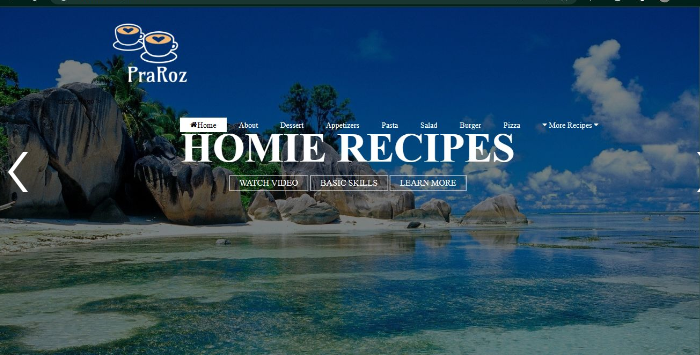 PraRoz
Home About Dessert Appetizers Pasta Salad Burger Pizza More Recipes
HOMIE RECIPES
WATCH VIDEO BASIC SKILLS LEARN MORE